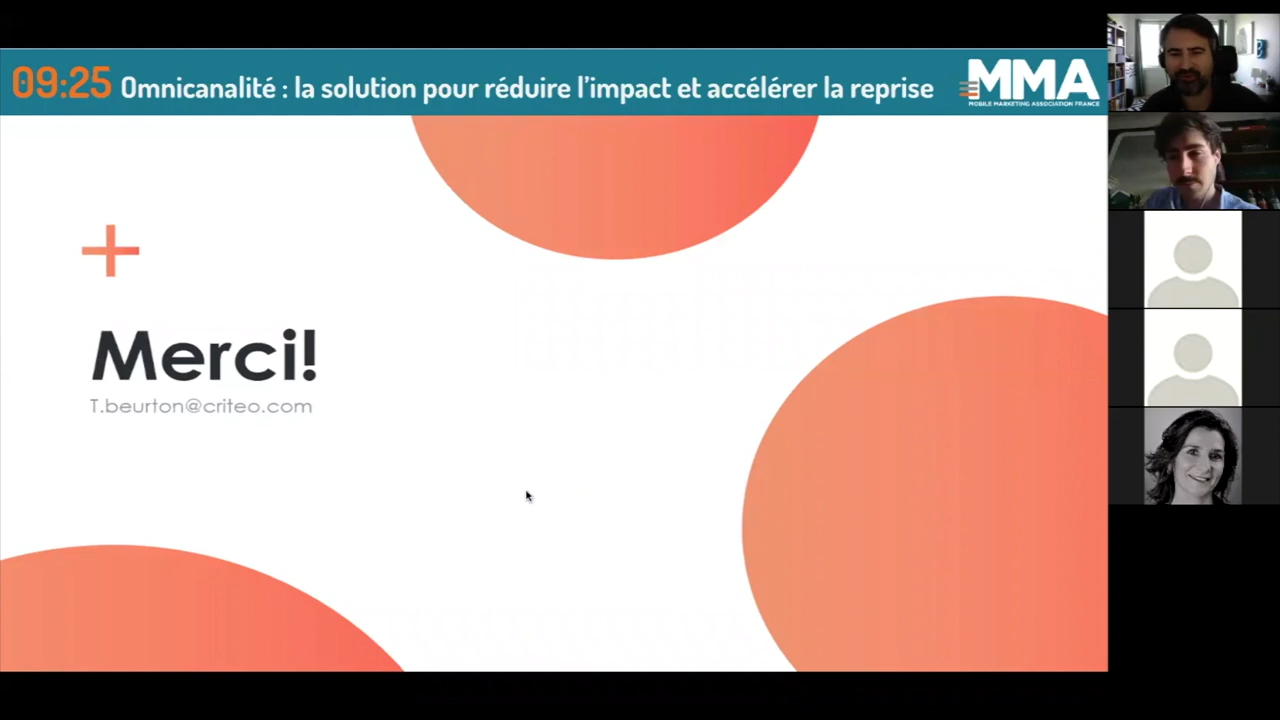 09:25 Omnicanalité : la solution pour réduire l'impact et accélérer la reprise
MMA
MOBILE MARKETING ASSOCIATION FRANCE
Merci!
T.beurton@criteo.com